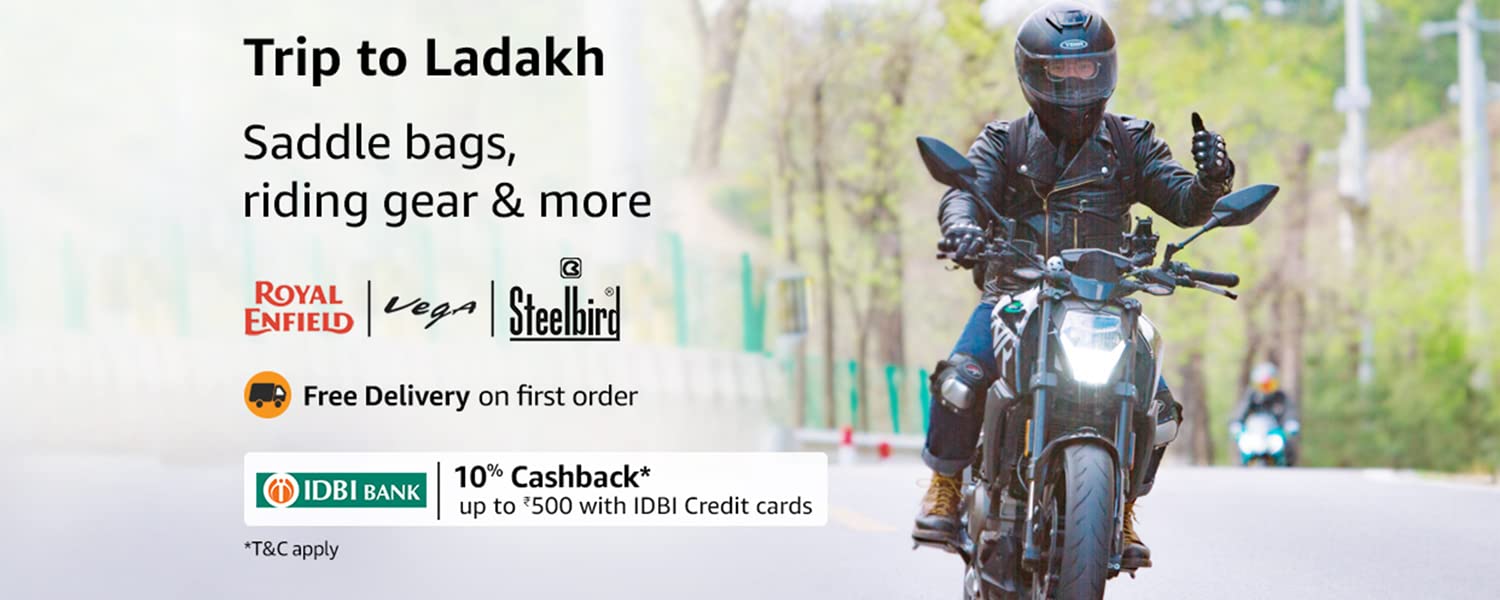 Trip to Ladakh
Saddle bags,
riding gear & more
ROYAL
ENFIELD
VegA
Steelbird®
Free Delivery on first order
IDBI BANK
10% Cashback*
up to ₹500 with IDBI Credit cards
*T&C apply